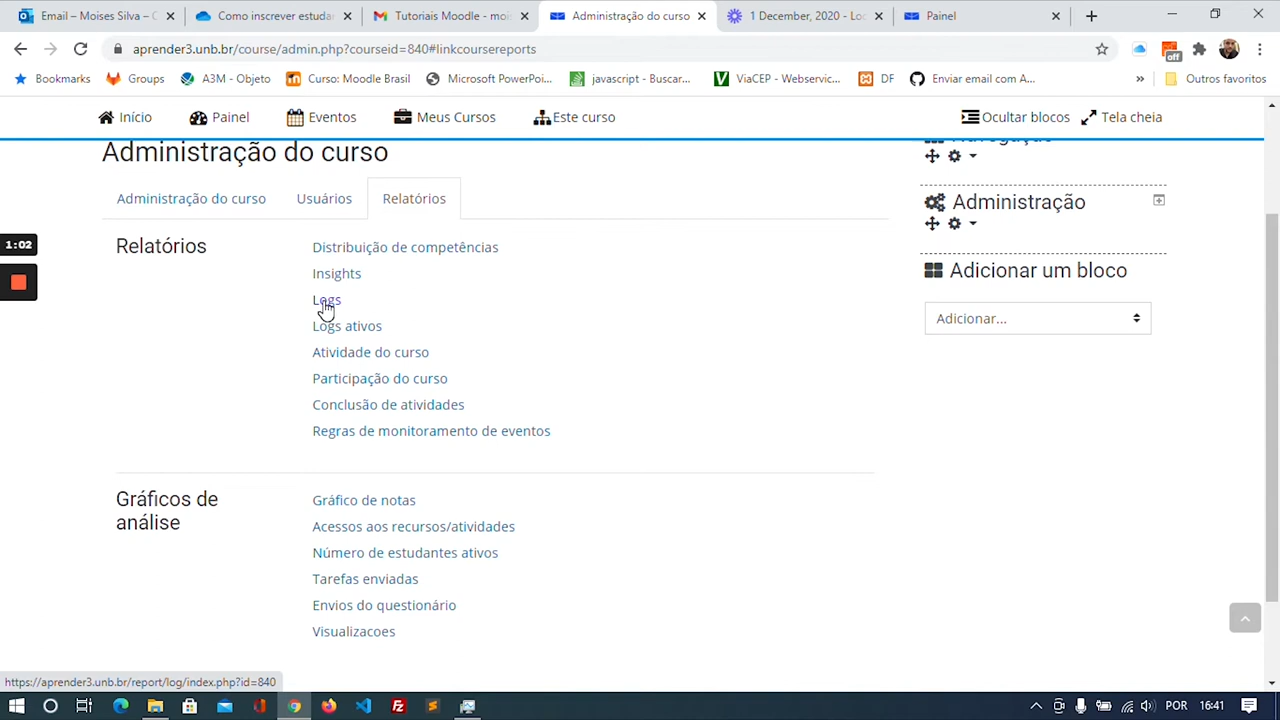 Email – Moises Silva – C
Como inscrever estuda
Tutoriais Moodle - mois
Administração do curso
1 December, 2020 - Loo
Painel
aprender3.unb.br/course/admin.php?courseid=840#linkcoursereports
off
Bookmarks
Groups
A3M - Objeto
Curso: Moodle Brasil
Microsoft PowerPoi...
javascript - Buscar...
ViaCEP - Webservic...
DF
Enviar email com A...
»
Outros favoritos
Início
Painel
Eventos
Meus Cursos
Este curso
Ocultar blocos
Tela cheia
Administração do curso
Administração do curso
Usuários
Relatórios
Administração
Adicionar um bloco
Adicionar...
1:02
Relatórios
Distribuição de competências
Insights
Logs
Logs ativos
Atividade do curso
Participação do curso
Conclusão de atividades
Regras de monitoramento de eventos
Gráficos de
análise
Gráfico de notas
Acessos aos recursos/atividades
Número de estudantes ativos
Tarefas enviadas
Envios do questionário
Visualizacoes
https://aprender3.unb.br/report/log/index.php?id=840
POR
16:41